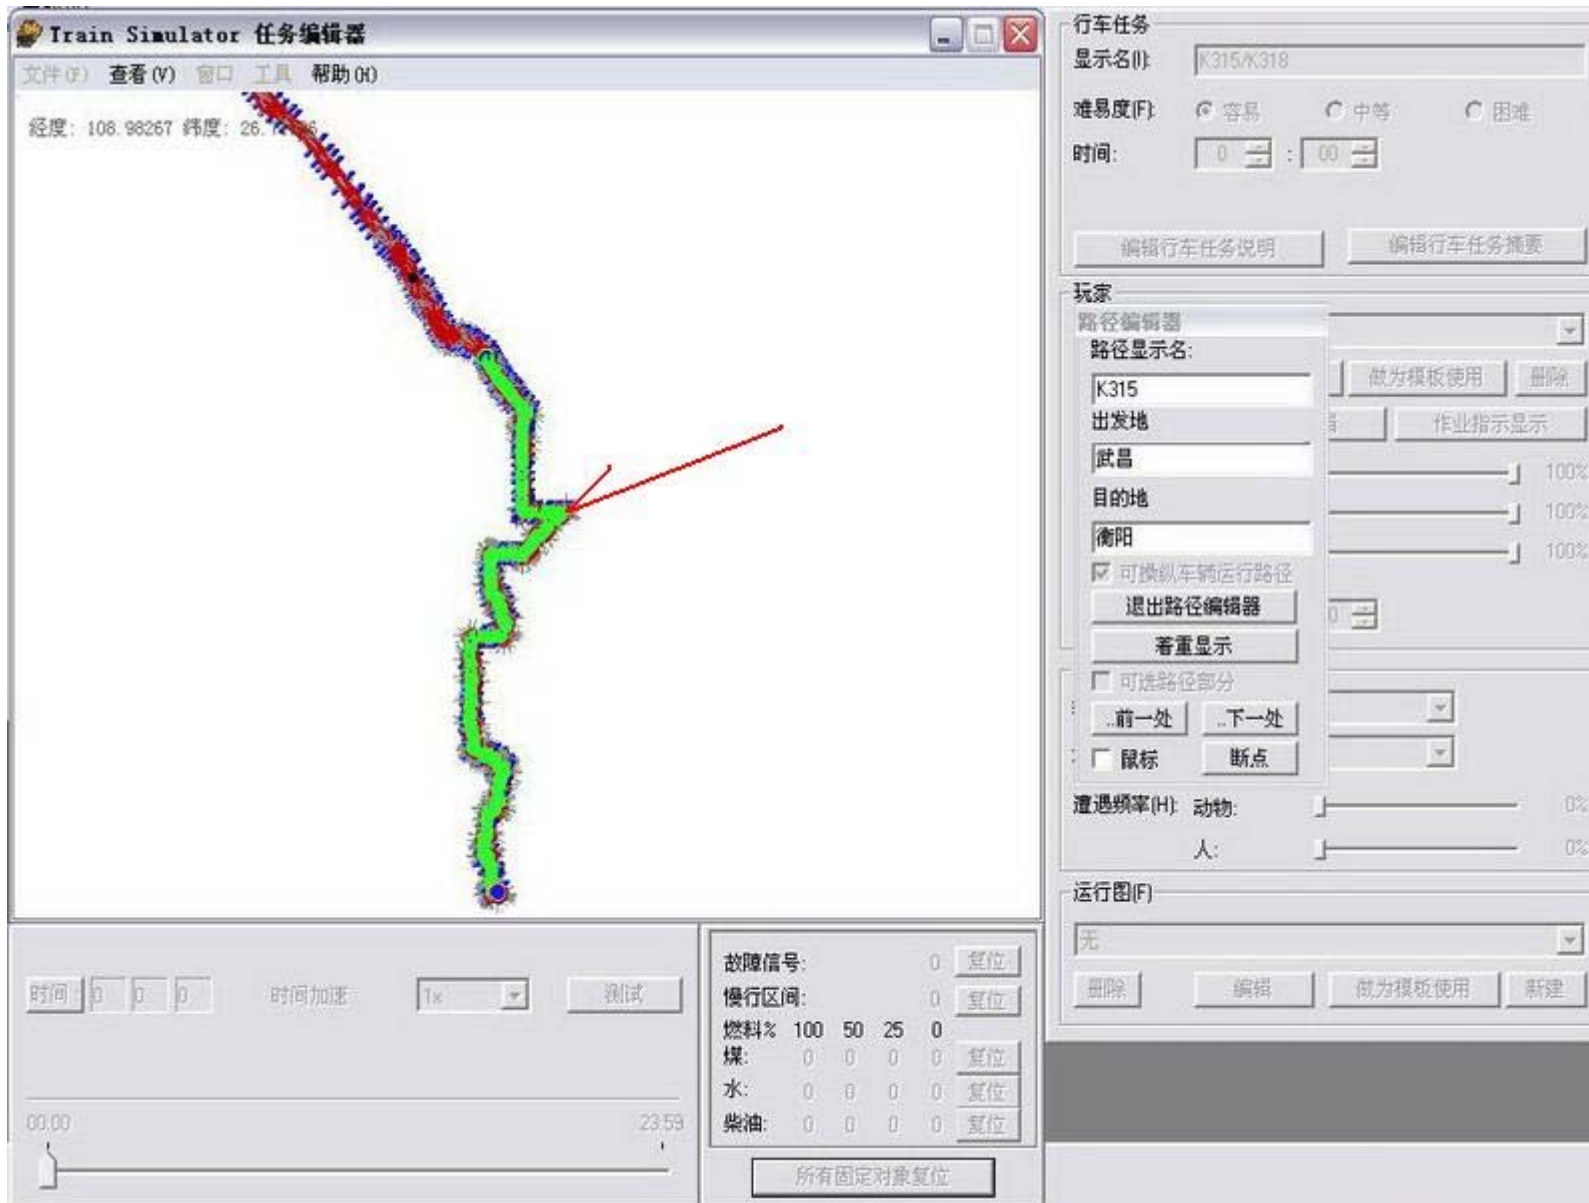 Train Simulator 任务编辑器
文件(F) 查看(V) 窗口 工具 帮助(H)
经度: 108.98267 纬度: 26.
行车任务
显示名(I): K315/K318
难易度(F): 容易 中等 困难
时间: 0 : 00
编辑行车任务说明 编辑行车任务摘要
玩家
路径编辑器
路径显示名:
K315
做为模板使用 删除
出发地
作业指示显示
武昌
100%
目的地
100%
衡阳
100%
可操纵车辆运行路径
退出路径编辑器
着重显示
可选路径部分
..前一处 ..下一处
鼠标 断点
遭遇频率(H): 动物: 0%
人: 0%
运行图(F)
无
删除 编辑 做为模板使用 新建
时间 0 0 0 时间加速 1x 测试
00:00 23:59
故障信号: 0 复位
慢行区间: 0 复位
燃料% 100 50 25 0
煤: 0 0 0 0 复位
水: 0 0 0 0 复位
柴油: 0 0 0 0 复位
所有固定对象复位